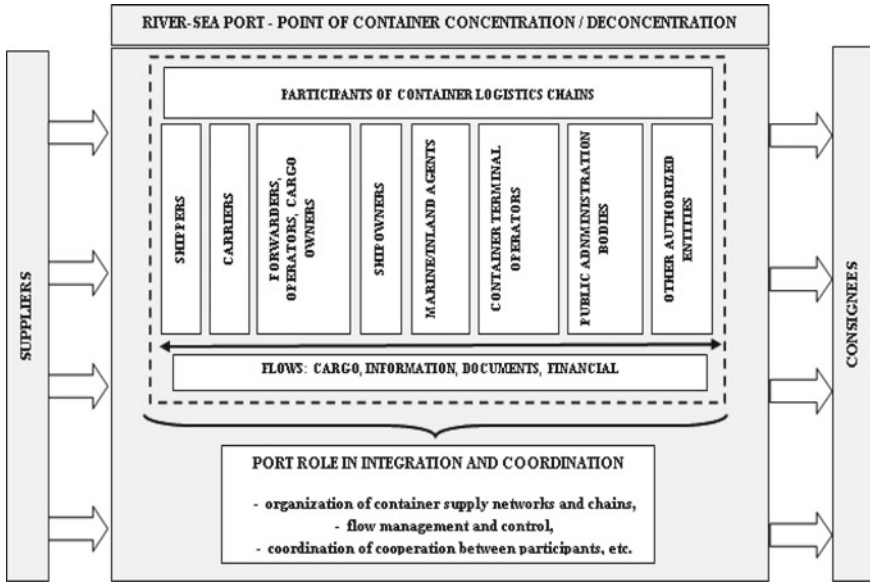 RIVER-SEA PORT - POINT OF CONTAINER CONCENTRATION / DECONCENTRATION
SUPPLIERS
PARTICIPANTS OF CONTAINER LOGISTICS CHAINS
SHIPPERS
CARRIERS
FORWARDERS,
OPERATORS, CARGO
OWNERS
SHIPOWNERS
MARINE/INLAND AGENTS
CONTAINER TERMINAL
OPERATORS
PUBLIC ADNMINISTRATION
BODIES
OTHER AUTHORIZED
ENTITIES
FLOWS: CARGO, INFORMATION, DOCUMENTS, FINANCIAL
PORT ROLE IN INTEGRATION AND COORDINATION
- organization of container supply networks and chains,
- flow management and control,
- coordination of cooperation between participants, etc.
CONSIGNEES